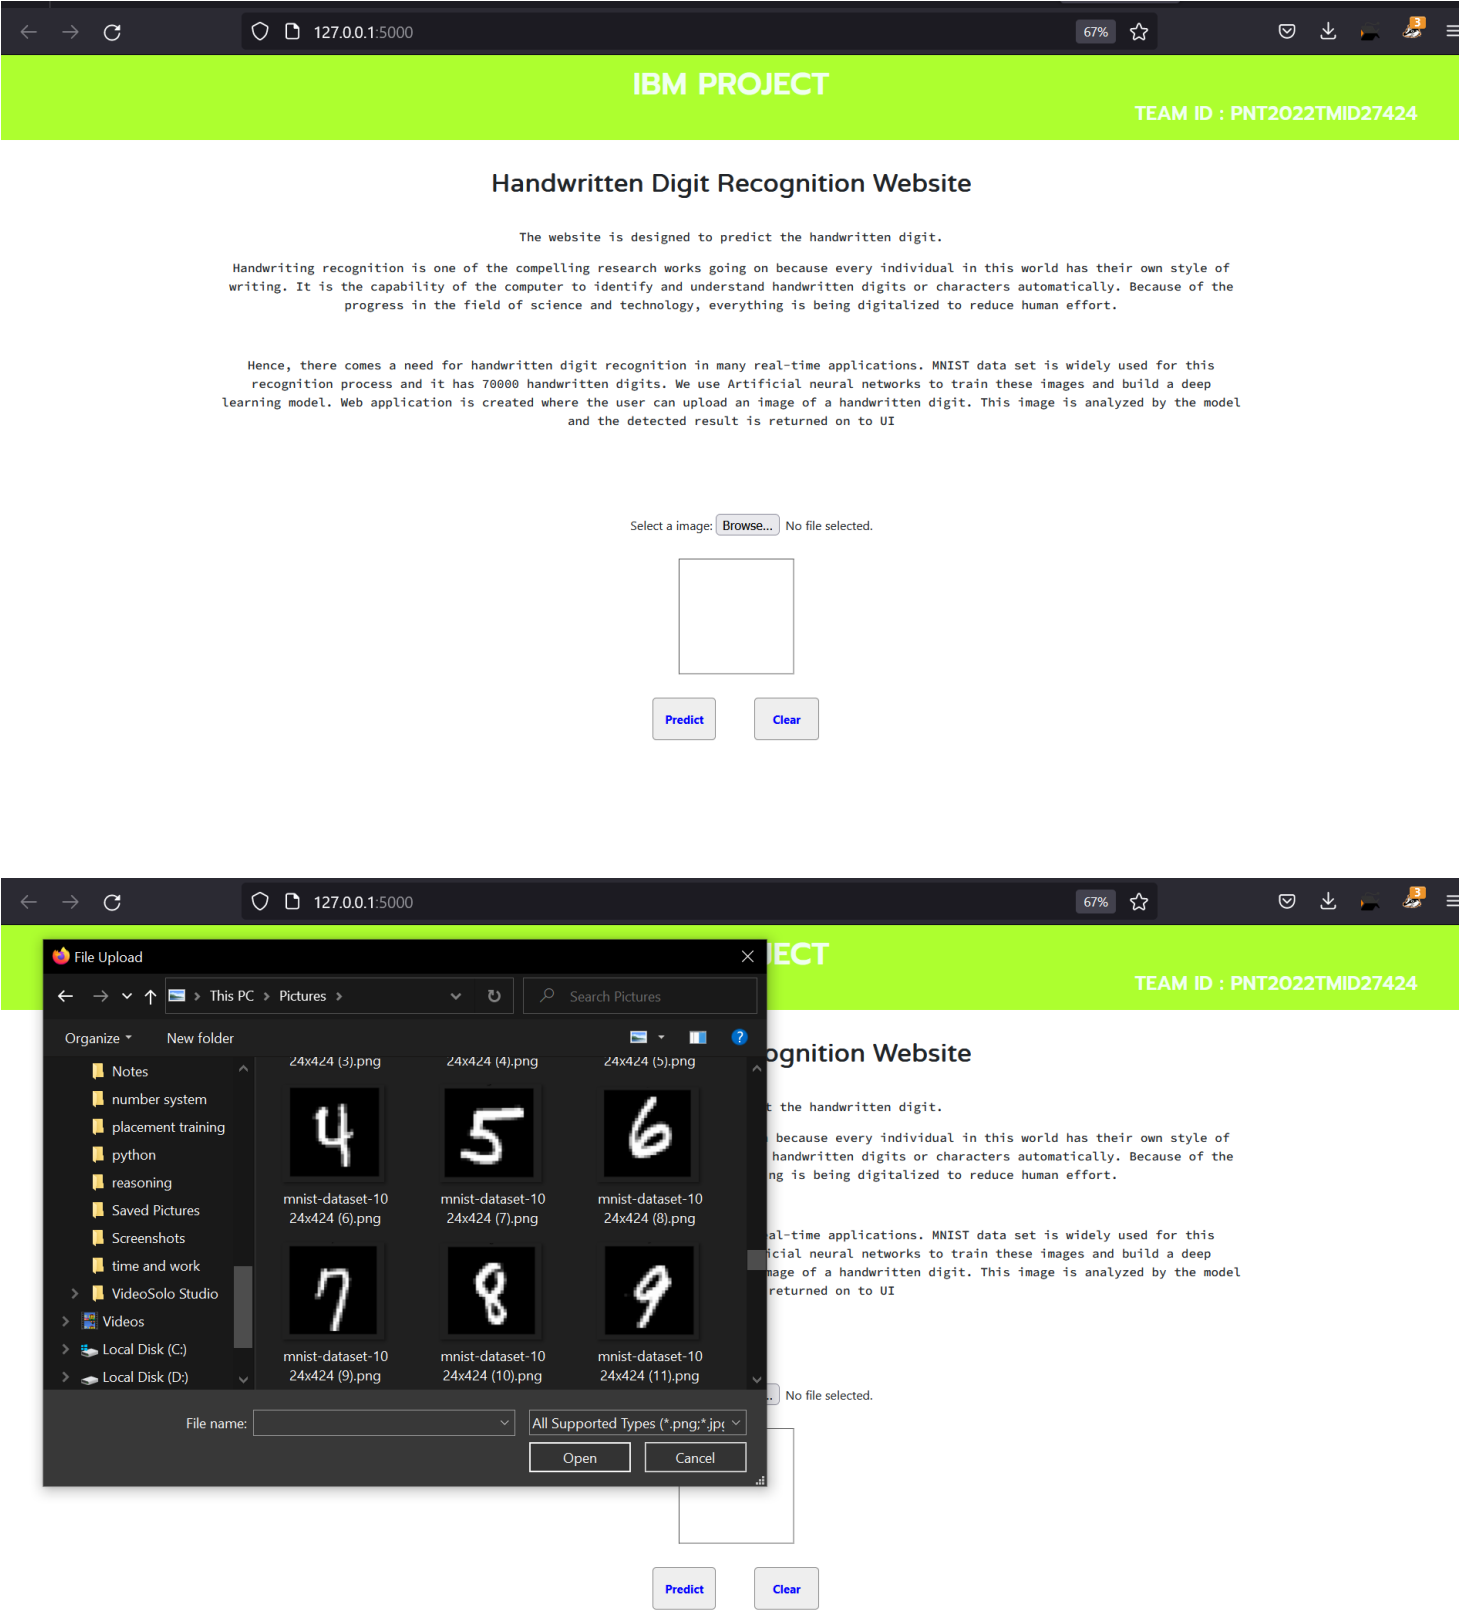 127.0.0.1:5000
67%
3
IBM PROJECT
TEAM ID : PNT2022TMID27424
Handwritten Digit Recognition Website
The website is designed to predict the handwritten digit.
Handwriting recognition is one of the compelling research works going on because every individual in this world has their own style of
writing. It is the capability of the computer to identify and understand handwritten digits or characters automatically. Because of the
progress in the field of science and technology, everything is being digitalized to reduce human effort.
Hence, there comes a need for handwritten digit recognition in many real-time applications. MNIST data set is widely used for this
recognition process and it has 70000 handwritten digits. We use Artificial neural networks to train these images and build a deep
learning model. Web application is created where the user can upload an image of a handwritten digit. This image is analyzed by the model
and the detected result is returned on to UI
Select a image: Browse... No file selected.
Predict Clear
127.0.0.1:5000
67%
3
JECT
TEAM ID : PNT2022TMID27424
File Upload
This PC > Pictures >
Search Pictures
Organize New folder
?
ognition Website
t the handwritten digit.
because every individual in this world has their own style of
handwritten digits or characters automatically. Because of the
ng is being digitalized to reduce human effort.
al-time applications. MNIST data set is widely used for this
icial neural networks to train these images and build a deep
mage of a handwritten digit. This image is analyzed by the model
returned on to UI
Notes
number system
placement training
python
reasoning
Saved Pictures
Screenshots
time and work
VideoSolo Studio
Videos
Local Disk (C:)
Local Disk (D:)
24x424 (3).png 24x424 (4).png 24x424 (5).png
4 5 6
mnist-dataset-10 mnist-dataset-10 mnist-dataset-10
24x424 (6).png 24x424 (7).png 24x424 (8).png
7 8 9
mnist-dataset-10 mnist-dataset-10 mnist-dataset-10
24x424 (9).png 24x424 (10).png 24x424 (11).png
File name:
All Supported Types (*.png;*.jpg
Open Cancel
.. No file selected.
Predict Clear